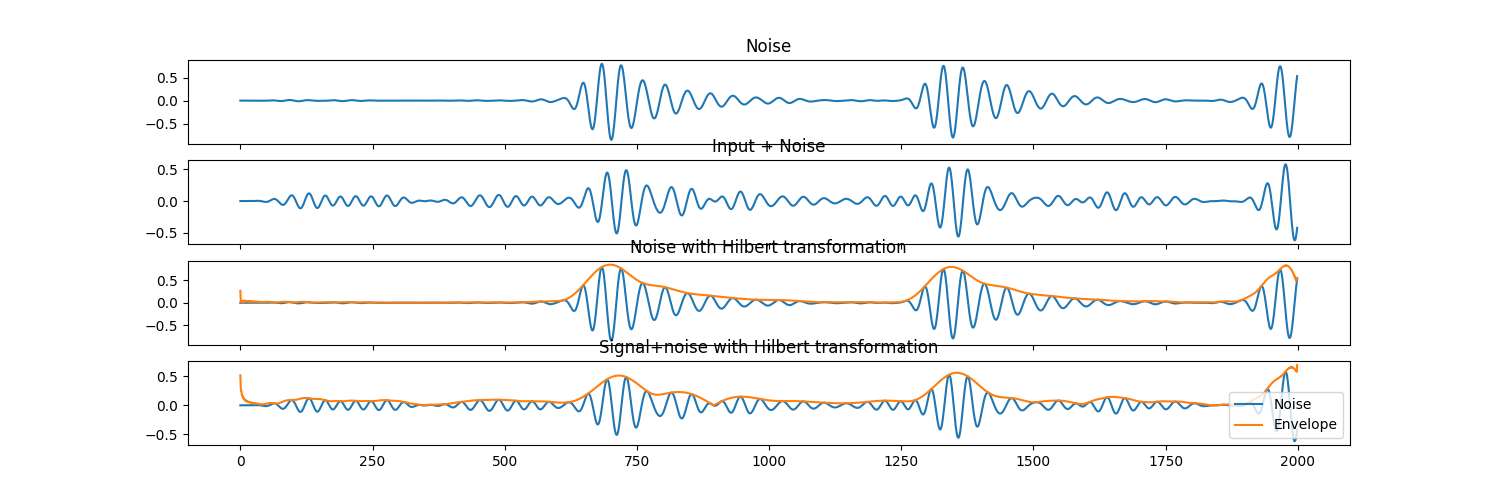 Noise
0.5
0.0
−0.5
Input + Noise
0.5
0.0
−0.5
Noise with Hilbert transformation
0.5
0.0
−0.5
Signal+noise with Hilbert transformation
0.5
0.0
−0.5
Noise
Envelope
0 250 500 750 1000 1250 1500 1750 2000